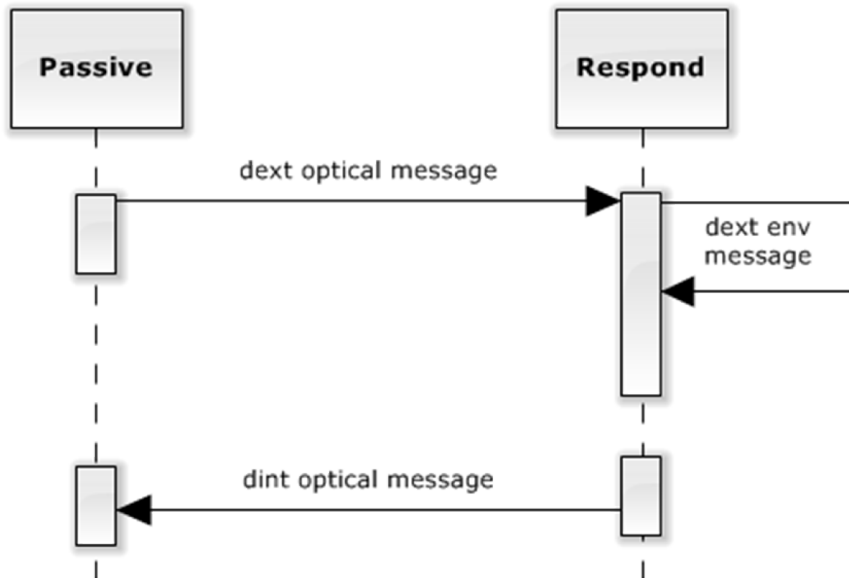 Passive
Respond
dext optical message
dext env
message
dint optical message